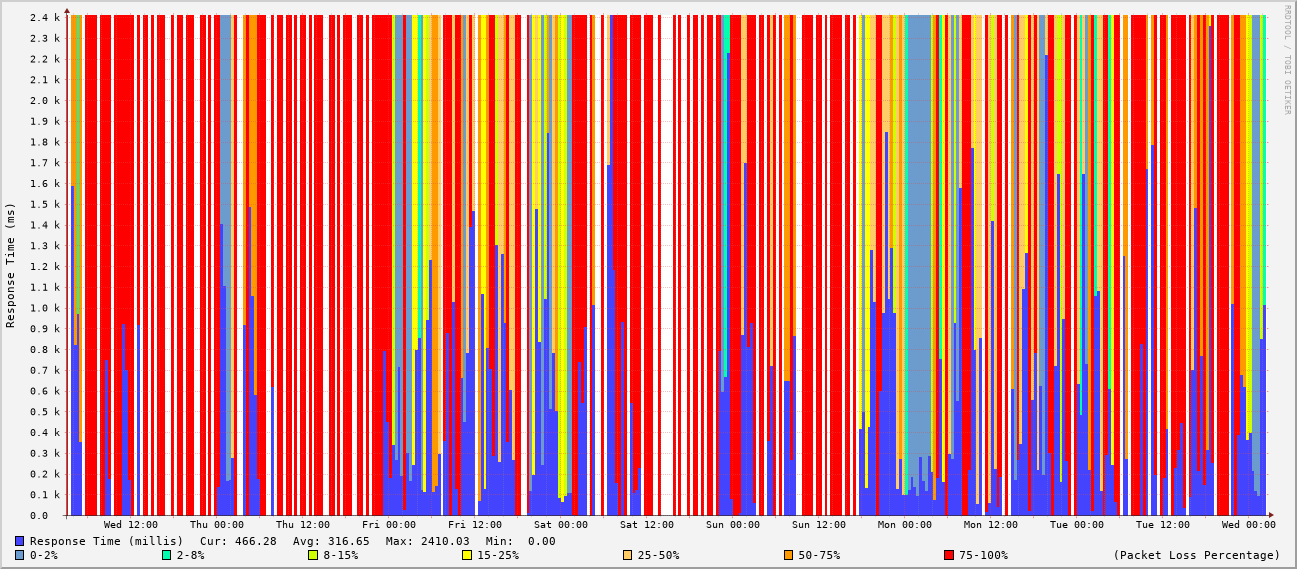 2.4 k
2.3 k
2.2 k
2.1 k
2.0 k
1.9 k
1.8 k
1.7 k
1.6 k
1.5 k
1.4 k
1.3 k
1.2 k
1.1 k
1.0 k
0.9 k
0.8 k
0.7 k
0.6 k
0.5 k
0.4 k
0.3 k
0.2 k
0.1 k
0.0
Response Time (ms)
RRDTOOL / TOBI OETIKER
Wed 12:00 Thu 00:00 Thu 12:00 Fri 00:00 Fri 12:00 Sat 00:00 Sat 12:00 Sun 00:00 Sun 12:00 Mon 00:00 Mon 12:00 Tue 00:00 Tue 12:00 Wed 00:00
Response Time (millis) Cur: 466.28 Avg: 316.65 Max: 2410.03 Min: 0.00
0-2% 2-8% 8-15% 15-25% 25-50% 50-75% 75-100% (Packet Loss Percentage)